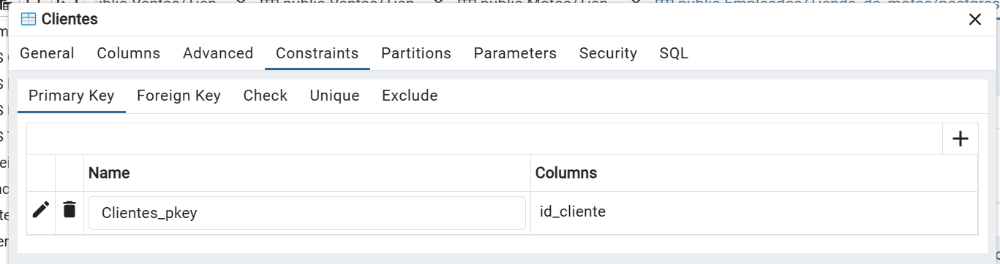 Clientes
General Columns Advanced Constraints Partitions Parameters Security SQL
Primary Key Foreign Key Check Unique Exclude
Name Columns
Clientes_pkey id_cliente